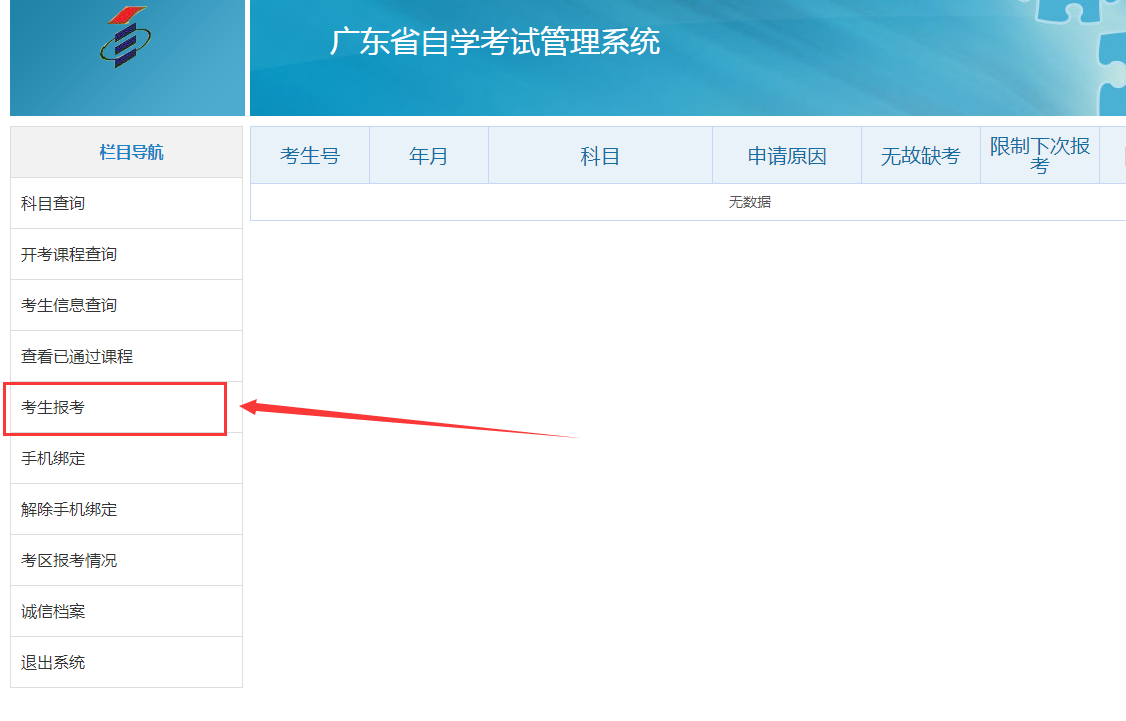 广东省自学考试管理系统
栏目导航
科目查询
开考课程查询
考生信息查询
查看已通过课程
考生报考
手机绑定
解除手机绑定
考区报考情况
诚信档案
退出系统
考生号 年月 科目 申请原因 无故缺考 限制下次报
考
无数据